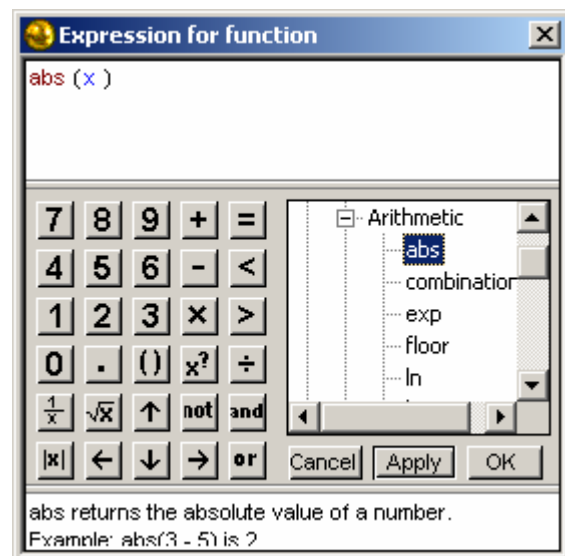 Expression for function
abs (x )
7 8 9 + =
4 5 6 - <
1 2 3 × >
0 . () x? ÷
1/x √x ↑ not and
|x| ← ↓ → or
Arithmetic
abs
combination
exp
floor
ln
Cancel Apply OK
abs returns the absolute value of a number.
Example: abs(3 - 5) is 2